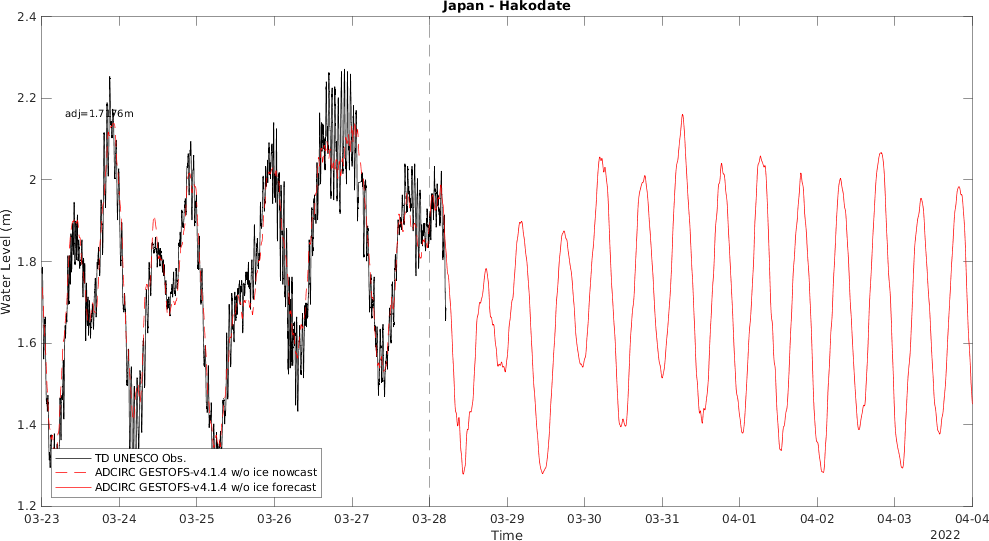 Japan - Hakodate
2.4
2.2
2
1.8
1.6
1.4
1.2
Water Level (m)
adj=1.7176m
TD UNESCO Obs.
ADCIRC GESTOFS-v4.1.4 w/o ice nowcast
ADCIRC GESTOFS-v4.1.4 w/o ice forecast
03-23 03-24 03-25 03-26 03-27 03-28 03-29 03-30 03-31 04-01 04-02 04-03 04-04
Time
2022